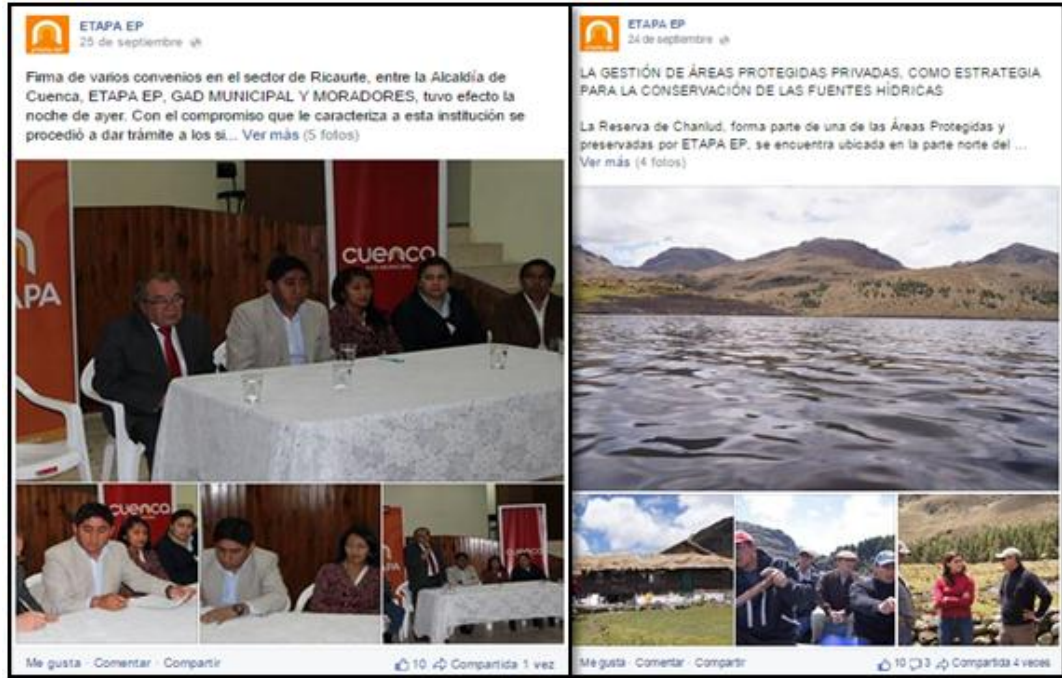 ETAPA EP
25 de septiembre
Firma de varios convenios en el sector de Ricaurte, entre la Alcaldía de
Cuenca, ETAPA EP, GAD MUNICIPAL Y MORADORES, tuvo efecto la
noche de ayer. Con el compromiso que le caracteriza a esta institución se
procedió a dar trámite a los si... Ver más (5 fotos)
APA
cuenca
GAD MUNICIPAL
cuenca
PA
cuenca
Me gusta · Comentar · Compartir
10 Compartida 1 vez
ETAPA EP
24 de septiembre
LA GESTIÓN DE ÁREAS PROTEGIDAS PRIVADAS, COMO ESTRATEGIA
PARA LA CONSERVACIÓN DE LAS FUENTES HÍDRICAS
La Reserva de Chanlud, forma parte de una de las Áreas Protegidas y
preservadas por ETAPA EP, se encuentra ubicada en la parte norte del ...
Ver más (4 fotos)
Me gusta · Comentar · Compartir
10 3 Compartida 4 veces